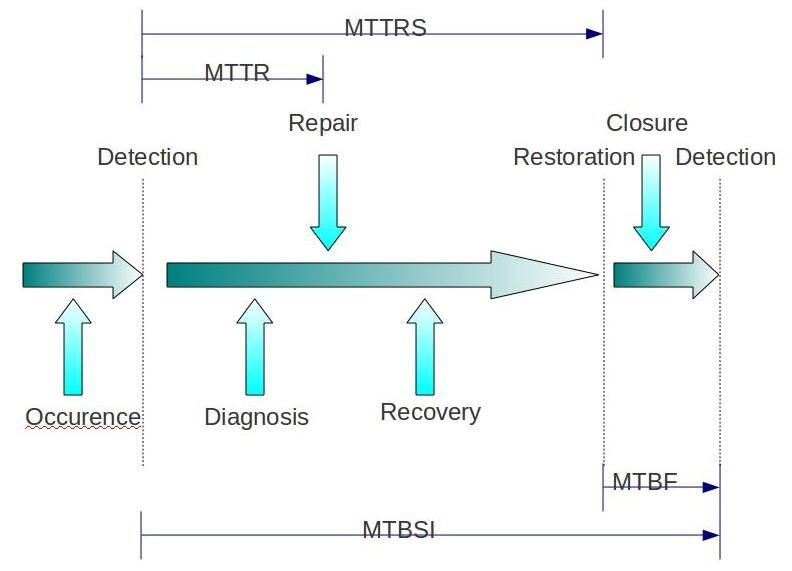 MTTRS
MTTR
Repair
Closure
Detection
Restoration
Detection
Occurence
Diagnosis
Recovery
MTBF
MTBSI